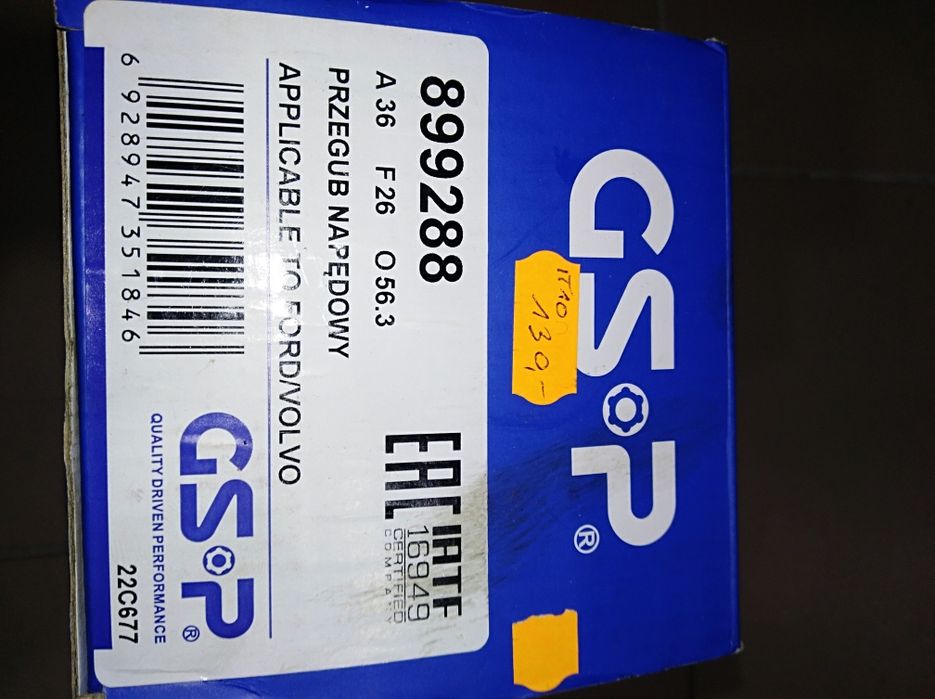 GSP®
IT10
130,-
899288
A 36 F 26 O 56.3
PRZEGUB NAPĘDOWY
APPLICABLE TO FORD/VOLVO
6 928947 351846
EAC
IATF
16949
CERTIFIED
COMPANY
GSP®
QUALITY DRIVEN PERFORMANCE
22C677